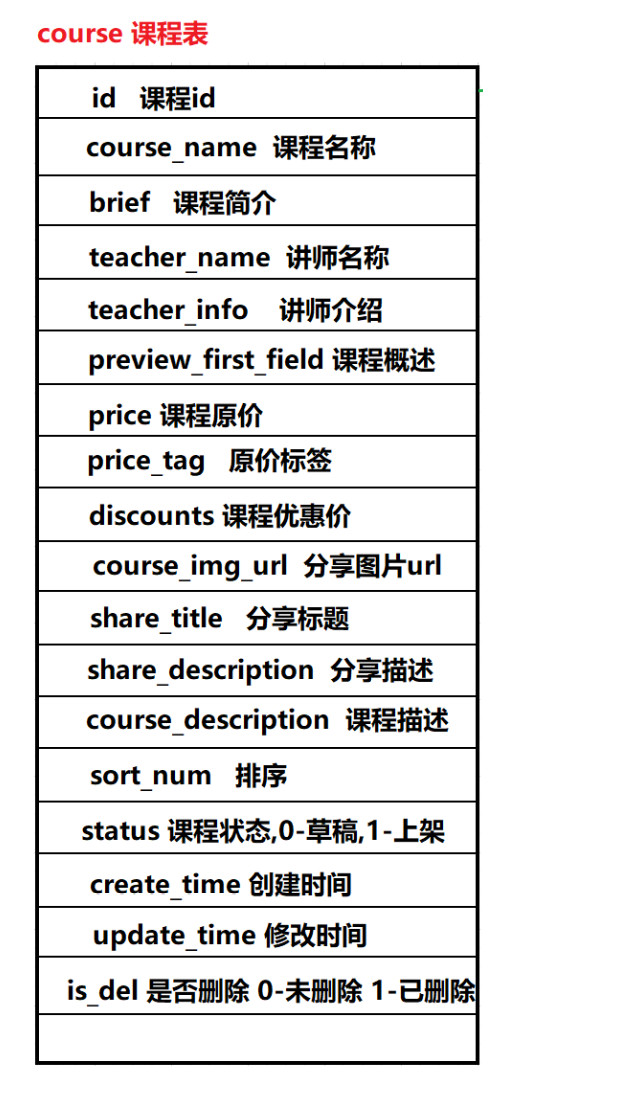 course 课程表
id 课程id
course_name 课程名称
brief 课程简介
teacher_name 讲师名称
teacher_info 讲师介绍
preview_first_field 课程概述
price 课程原价
price_tag 原价标签
discounts 课程优惠价
course_img_url 分享图片url
share_title 分享标题
share_description 分享描述
course_description 课程描述
sort_num 排序
status 课程状态,0-草稿,1-上架
create_time 创建时间
update_time 修改时间
is_del 是否删除 0-未删除 1-已删除